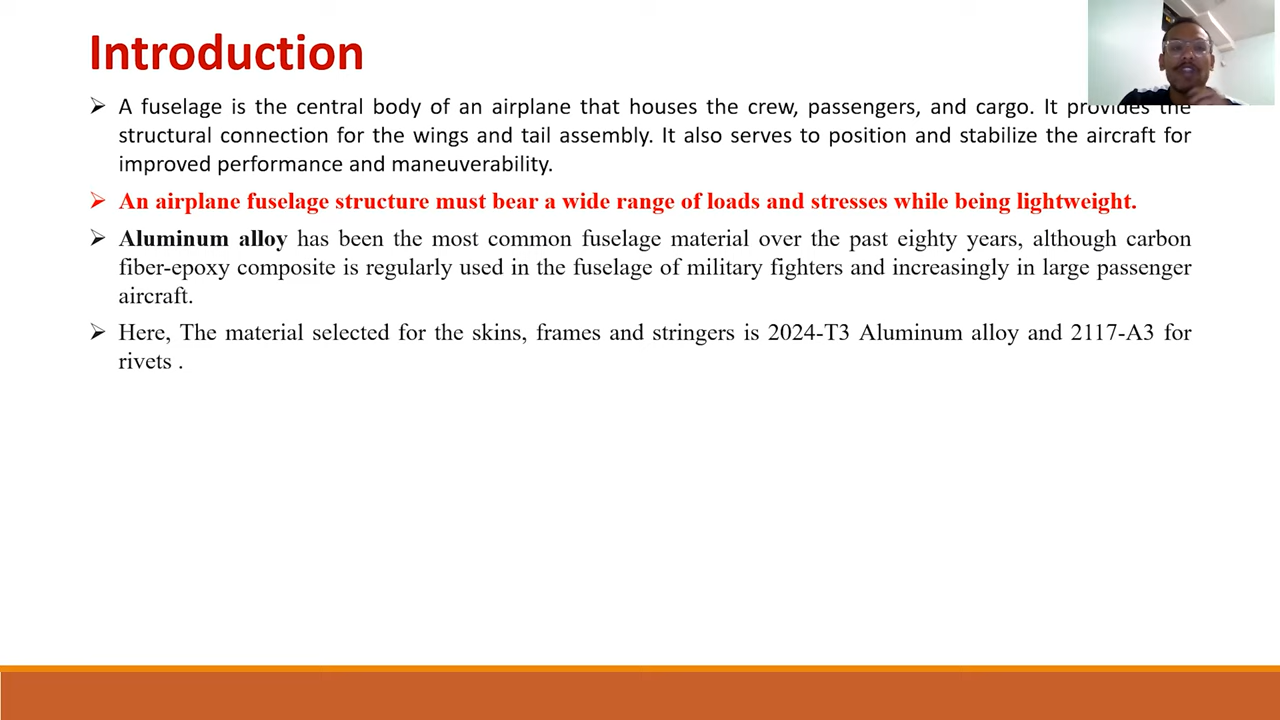 Introduction
➢ A fuselage is the central body of an airplane that houses the crew, passengers, and cargo. It provides the
structural connection for the wings and tail assembly. It also serves to position and stabilize the aircraft for
improved performance and maneuverability.
➢ An airplane fuselage structure must bear a wide range of loads and stresses while being lightweight.
➢ Aluminum alloy has been the most common fuselage material over the past eighty years, although carbon
fiber-epoxy composite is regularly used in the fuselage of military fighters and increasingly in large passenger
aircraft.
➢ Here, The material selected for the skins, frames and stringers is 2024-T3 Aluminum alloy and 2117-A3 for
rivets .